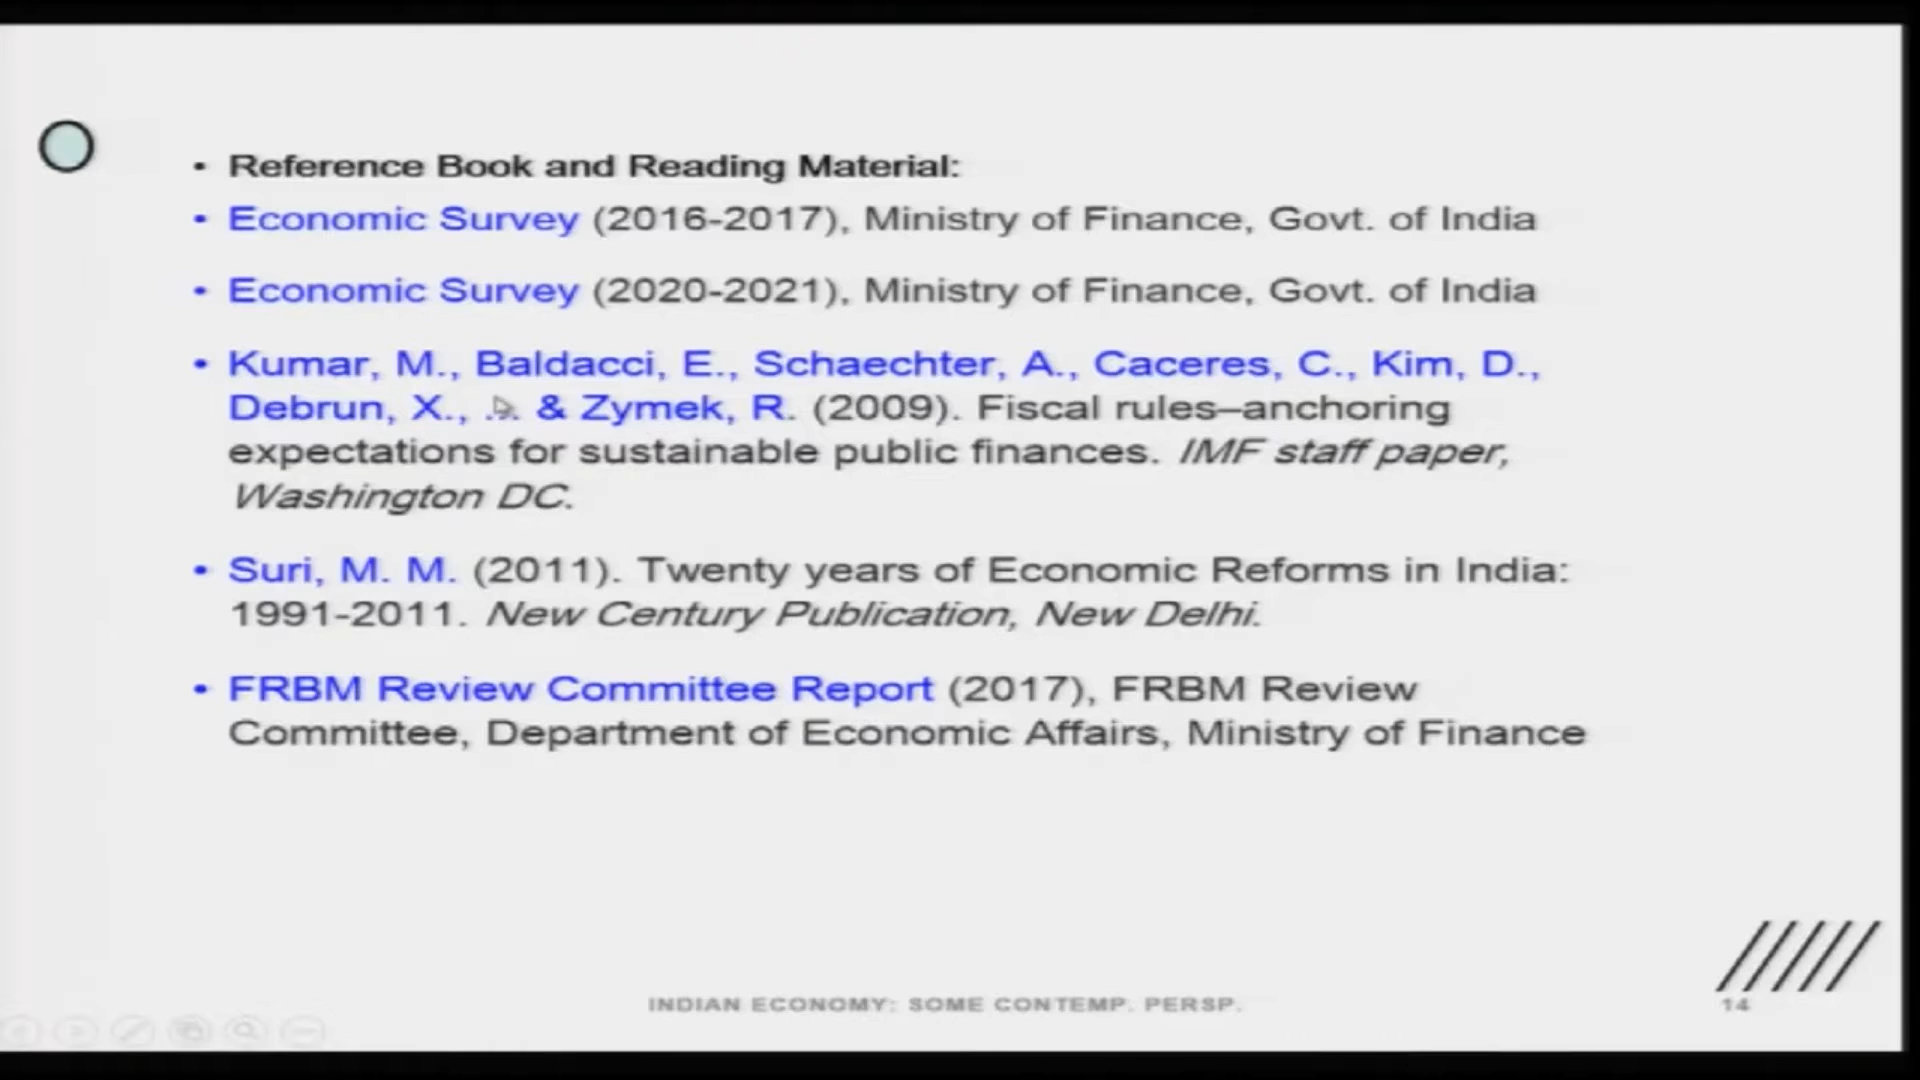 • Reference Book and Reading Material:
• Economic Survey (2016-2017), Ministry of Finance, Govt. of India
• Economic Survey (2020-2021), Ministry of Finance, Govt. of India
• Kumar, M., Baldacci, E., Schaechter, A., Caceres, C., Kim, D.,
Debrun, X., ... & Zymek, R. (2009). Fiscal rules–anchoring
expectations for sustainable public finances. IMF staff paper,
Washington DC.
• Suri, M. M. (2011). Twenty years of Economic Reforms in India:
1991-2011. New Century Publication, New Delhi.
• FRBM Review Committee Report (2017), FRBM Review
Committee, Department of Economic Affairs, Ministry of Finance
INDIAN ECONOMY: SOME CONTEMP. PERSP.
14